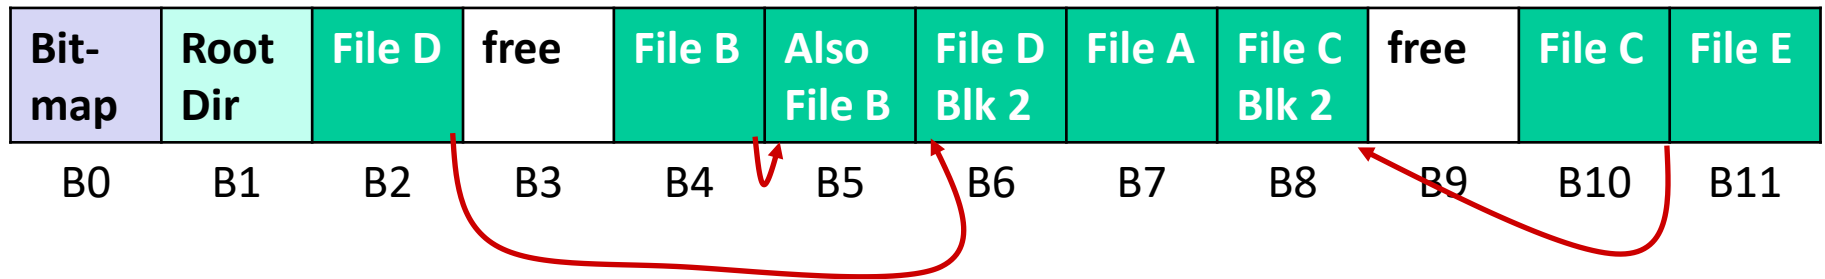 Bit-
map
Root
Dir
File D
free
File B
Also
File B
File D
Blk 2
File A
File C
Blk 2
free
File C
File E
B0 B1 B2 B3 B4 B5 B6 B7 B8 B9 B10 B11